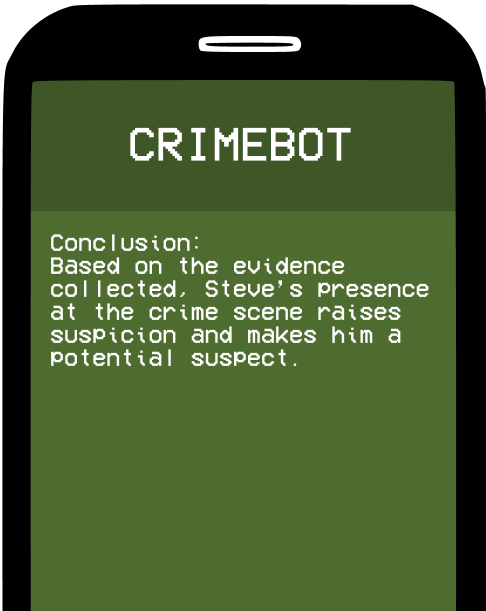 CRIMEBOT
Conclusion:
Based on the evidence
collected, Steve's presence
at the crime scene raises
suspicion and makes him a
potential suspect.